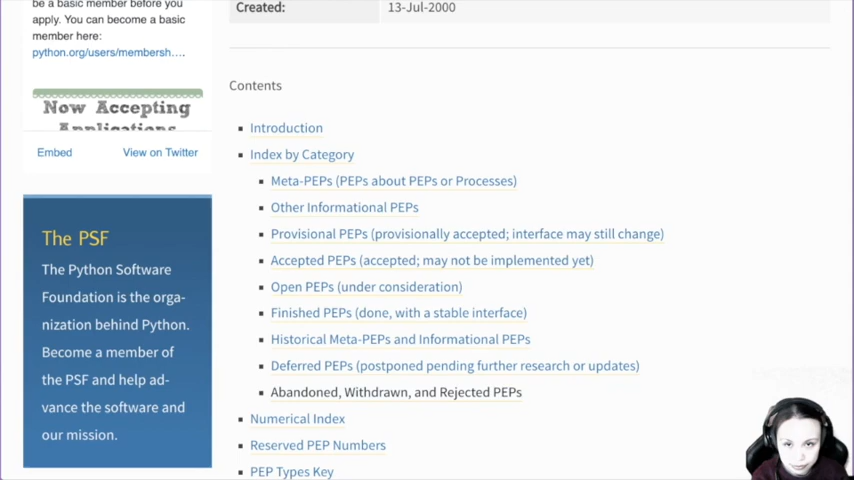 be a basic member before you
apply. You can become a basic
member here:
python.org/users/membersh….
Now Accepting
Applications
Embed
View on Twitter
The PSF
The Python Software
Foundation is the orga-
nization behind Python.
Become a member of
the PSF and help ad-
vance the software and
our mission.
Created:
13-Jul-2000
Contents
Introduction
Index by Category
Meta-PEPs (PEPs about PEPs or Processes)
Other Informational PEPs
Provisional PEPs (provisionally accepted; interface may still change)
Accepted PEPs (accepted; may not be implemented yet)
Open PEPs (under consideration)
Finished PEPs (done, with a stable interface)
Historical Meta-PEPs and Informational PEPs
Deferred PEPs (postponed pending further research or updates)
Abandoned, Withdrawn, and Rejected PEPs
Numerical Index
Reserved PEP Numbers
PEP Types Key